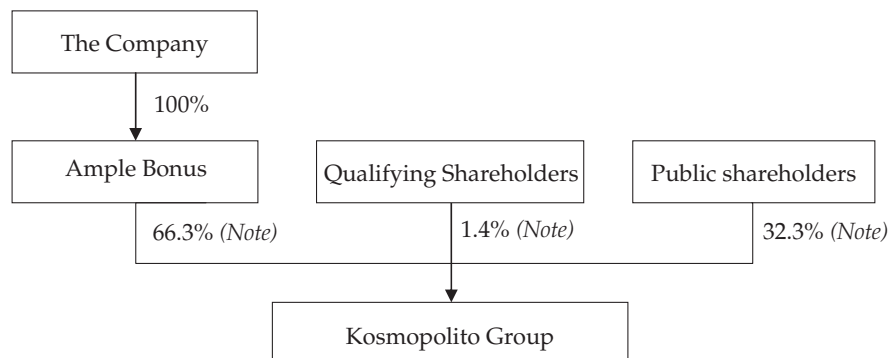 The Company
100%
Ample Bonus
Qualifying Shareholders
Public shareholders
66.3% (Note)
1.4% (Note)
32.3% (Note)
Kosmopolito Group